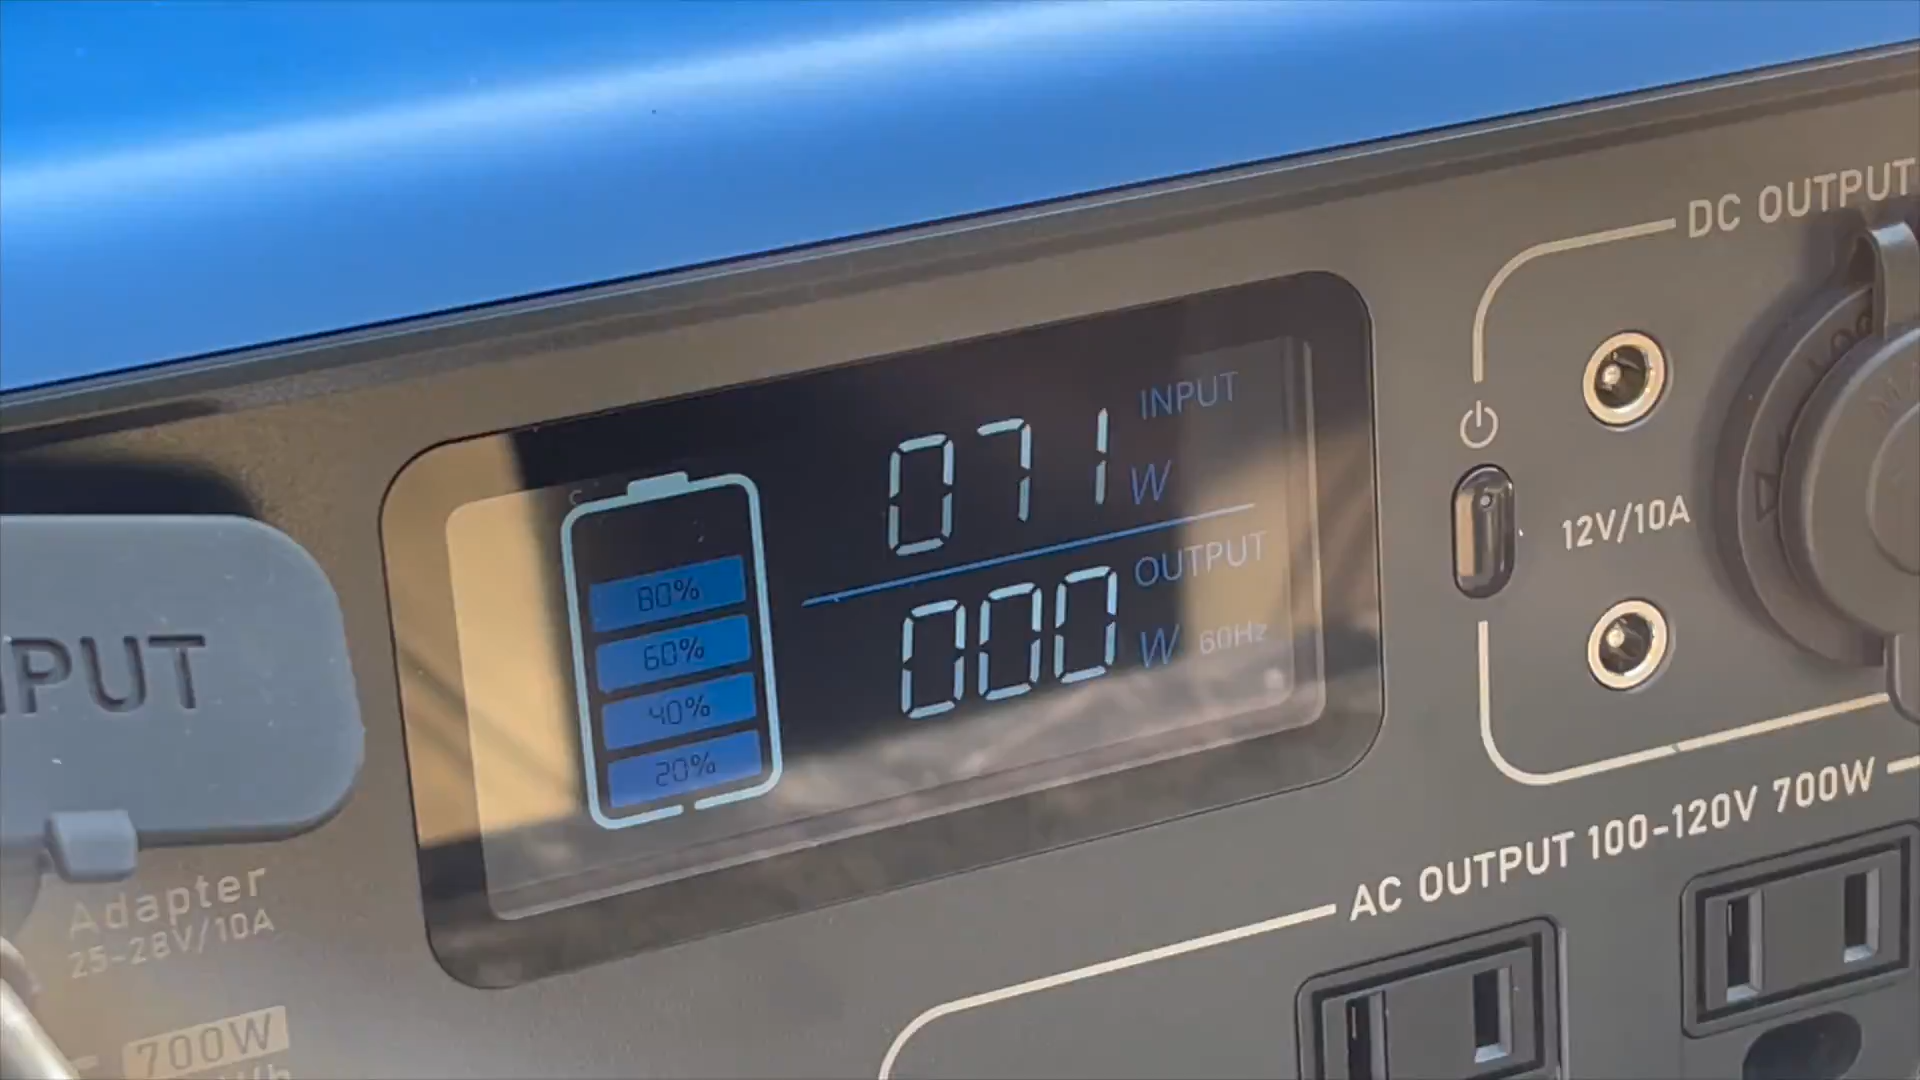 DC OUTPUT
INPUT
071 W
OUTPUT
000 W 60Hz
80%
60%
40%
20%
12V/10A
PUT
Adapter
25-28V/10A
700W
AC OUTPUT 100-120V 700W